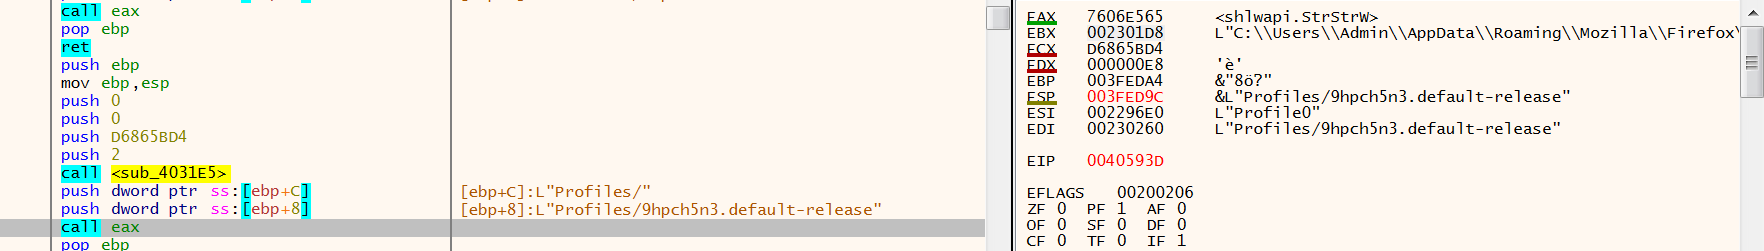 call eax
pop ebp
ret
push ebp
mov ebp,esp
push 0
push 0
push D6865BD4
push 2
call <sub_4031E5>
push dword ptr ss:[ebp+C] [ebp+C]:L"Profiles/"
push dword ptr ss:[ebp+8] [ebp+8]:L"Profiles/9hpch5n3.default-release"
call eax
pop ebp
EAX 7606E565 <shlwapi.StrStrW>
EBX 002301D8 L"C:\\Users\\Admin\\AppData\\Roaming\\Mozilla\\Firefox\
ECX D6865BD4
EDX 000000E8 'è'
EBP 003FEDA4 &"8ö?"
ESP 003FED9C &L"Profiles/9hpch5n3.default-release"
ESI 002296E0 L"Profile0"
EDI 00230260 L"Profiles/9hpch5n3.default-release"
EIP 0040593D
EFLAGS 00200206
ZF 0 PF 1 AF 0
OF 0 SF 0 DF 0
CF 0 TF 0 IF 1